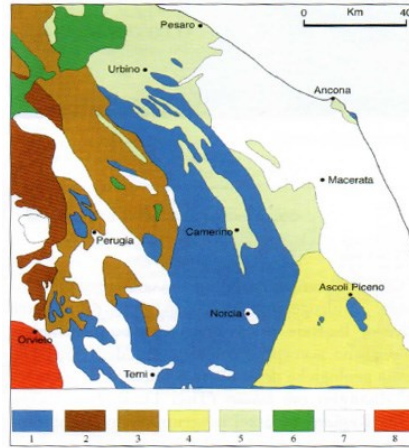 Km
0 40
Pesaro
Urbino
Ancona
Macerata
Perugia
Camerino
Ascoli Piceno
Norcia
Orvieto
Terni
1 2 3 4 5 6 7 8